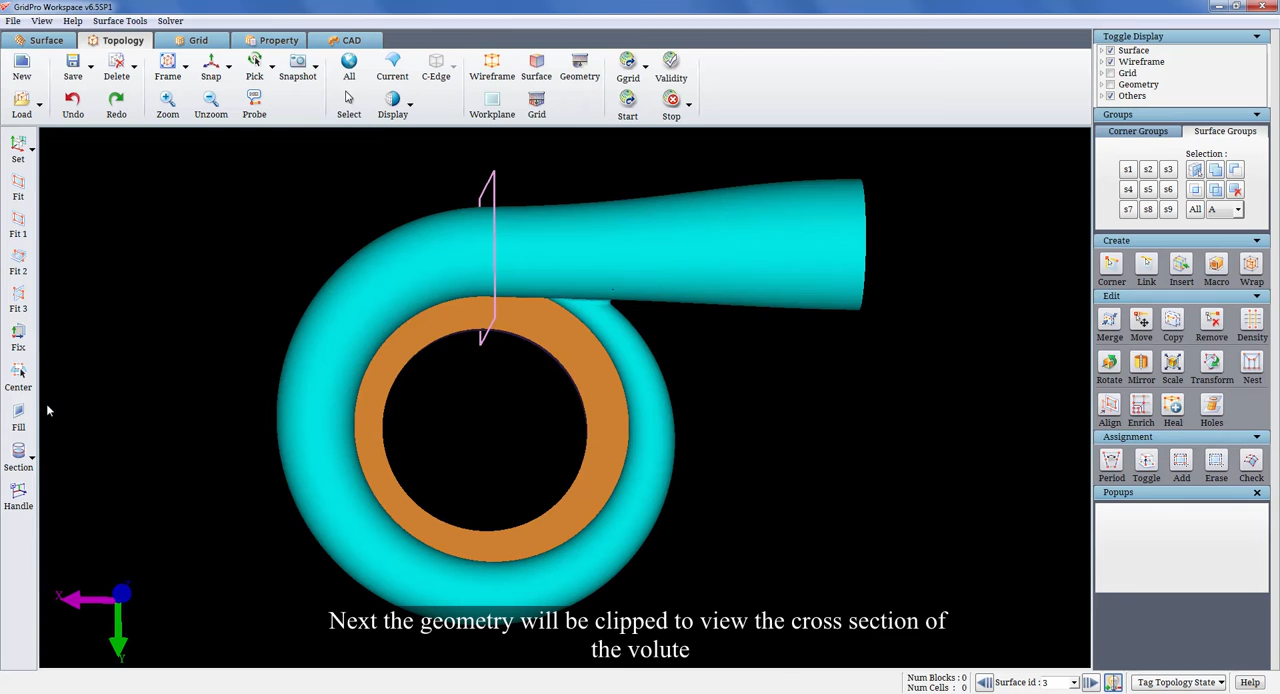 GridPro Workspace v6.5SP1
File View Help Surface Tools Solver
Surface Topology Grid Property CAD
New Save Delete Frame Snap Pick Snapshot All Current C-Edge Wireframe Surface Geometry Ggrid Validity
Load Undo Redo Zoom Unzoom Probe Select Display Workplane Grid Start Stop
Set
Fit
Fit 1
Fit 2
Fit 3
Fix
Center
Fill
Section
Handle
X
Y
Next the geometry will be clipped to view the cross section of
the volute
Toggle Display
Surface
Wireframe
Grid
Geometry
Others
Groups
Corner Groups Surface Groups
Selection :
s1 s2 s3
s4 s5 s6
s7 s8 s9 All A
Create
Corner Link Insert Macro Wrap
Edit
Merge Move Copy Remove Density
Rotate Mirror Scale Transform Nest
Align Enrich Heal Holes
Assignment
Period Toggle Add Erase Check
Popups
Num Blocks: 0
Num Cells : 0
Surface id : 3
Tag Topology State
Help